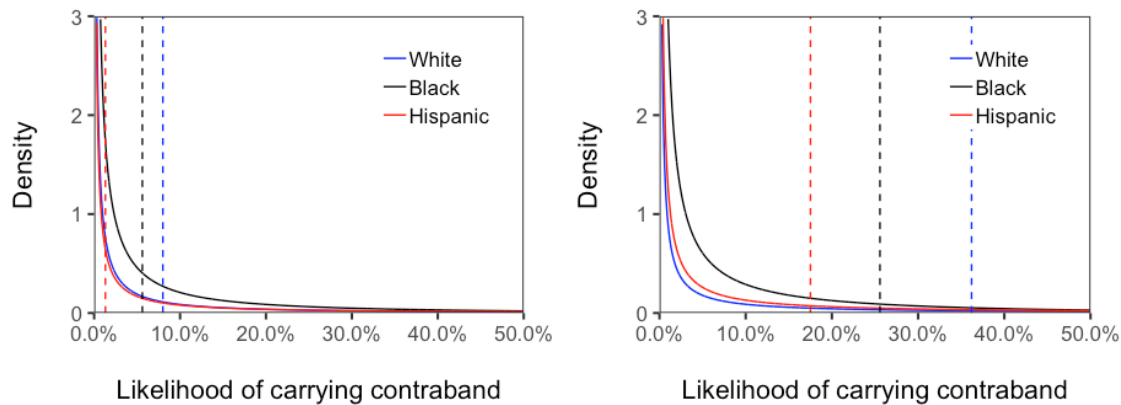 3
2
1
0
Density
White
Black
Hispanic
0.0% 10.0% 20.0% 30.0% 40.0% 50.0%
Likelihood of carrying contraband
3
2
1
0
Density
White
Black
Hispanic
0.0% 10.0% 20.0% 30.0% 40.0% 50.0%
Likelihood of carrying contraband